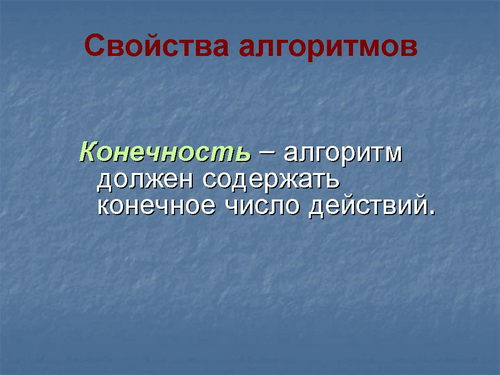 Свойства алгоритмов
Конечность – алгоритм
должен содержать
конечное число действий.